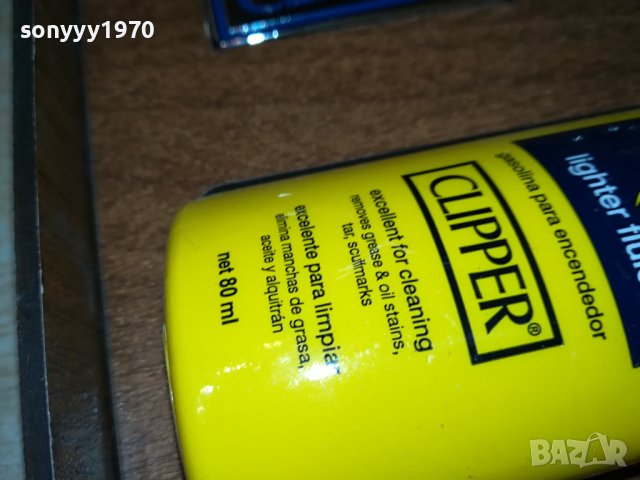 sonyyy1970
lighter fluid
gasolina para encendedor
CLIPPER®
excellent for cleaning
removes grease & oil stains,
tar, scuffmarks
excelente para limpiar
elimina manchas de grasa,
aceite y alquitrán
net 80 ml
BAZAR